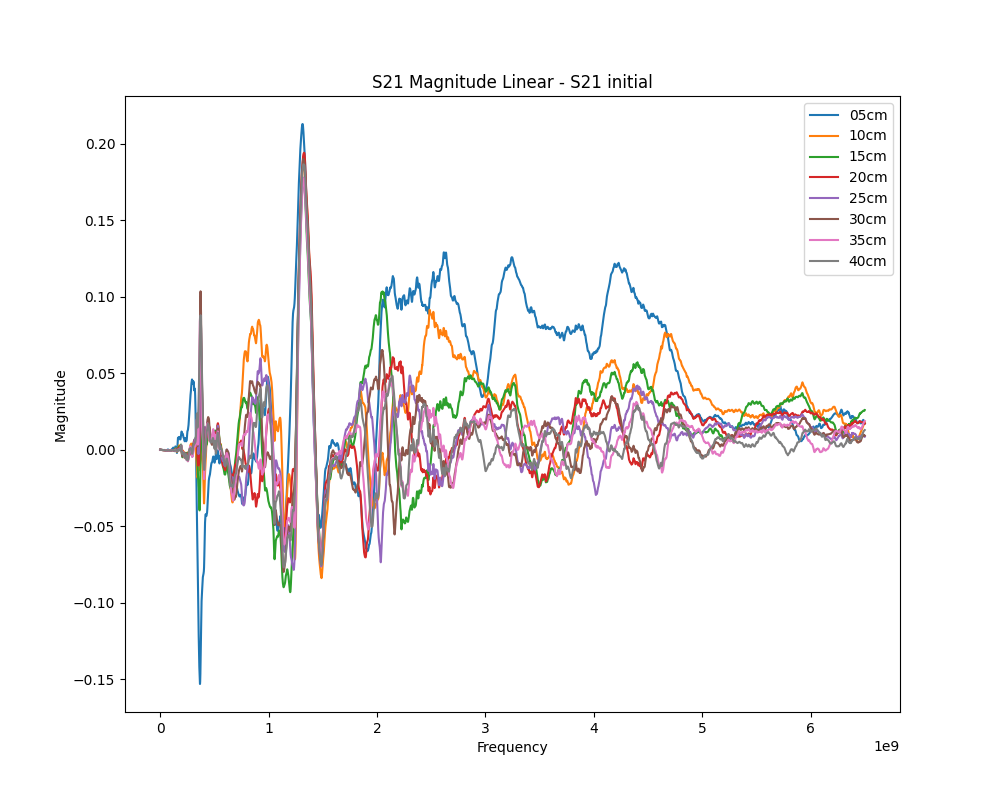 S21 Magnitude Linear - S21 initial
Magnitude
0.20
0.15
0.10
0.05
0.00
−0.05
−0.10
−0.15
05cm
10cm
15cm
20cm
25cm
30cm
35cm
40cm
0 1 2 3 4 5 6
1e9
Frequency